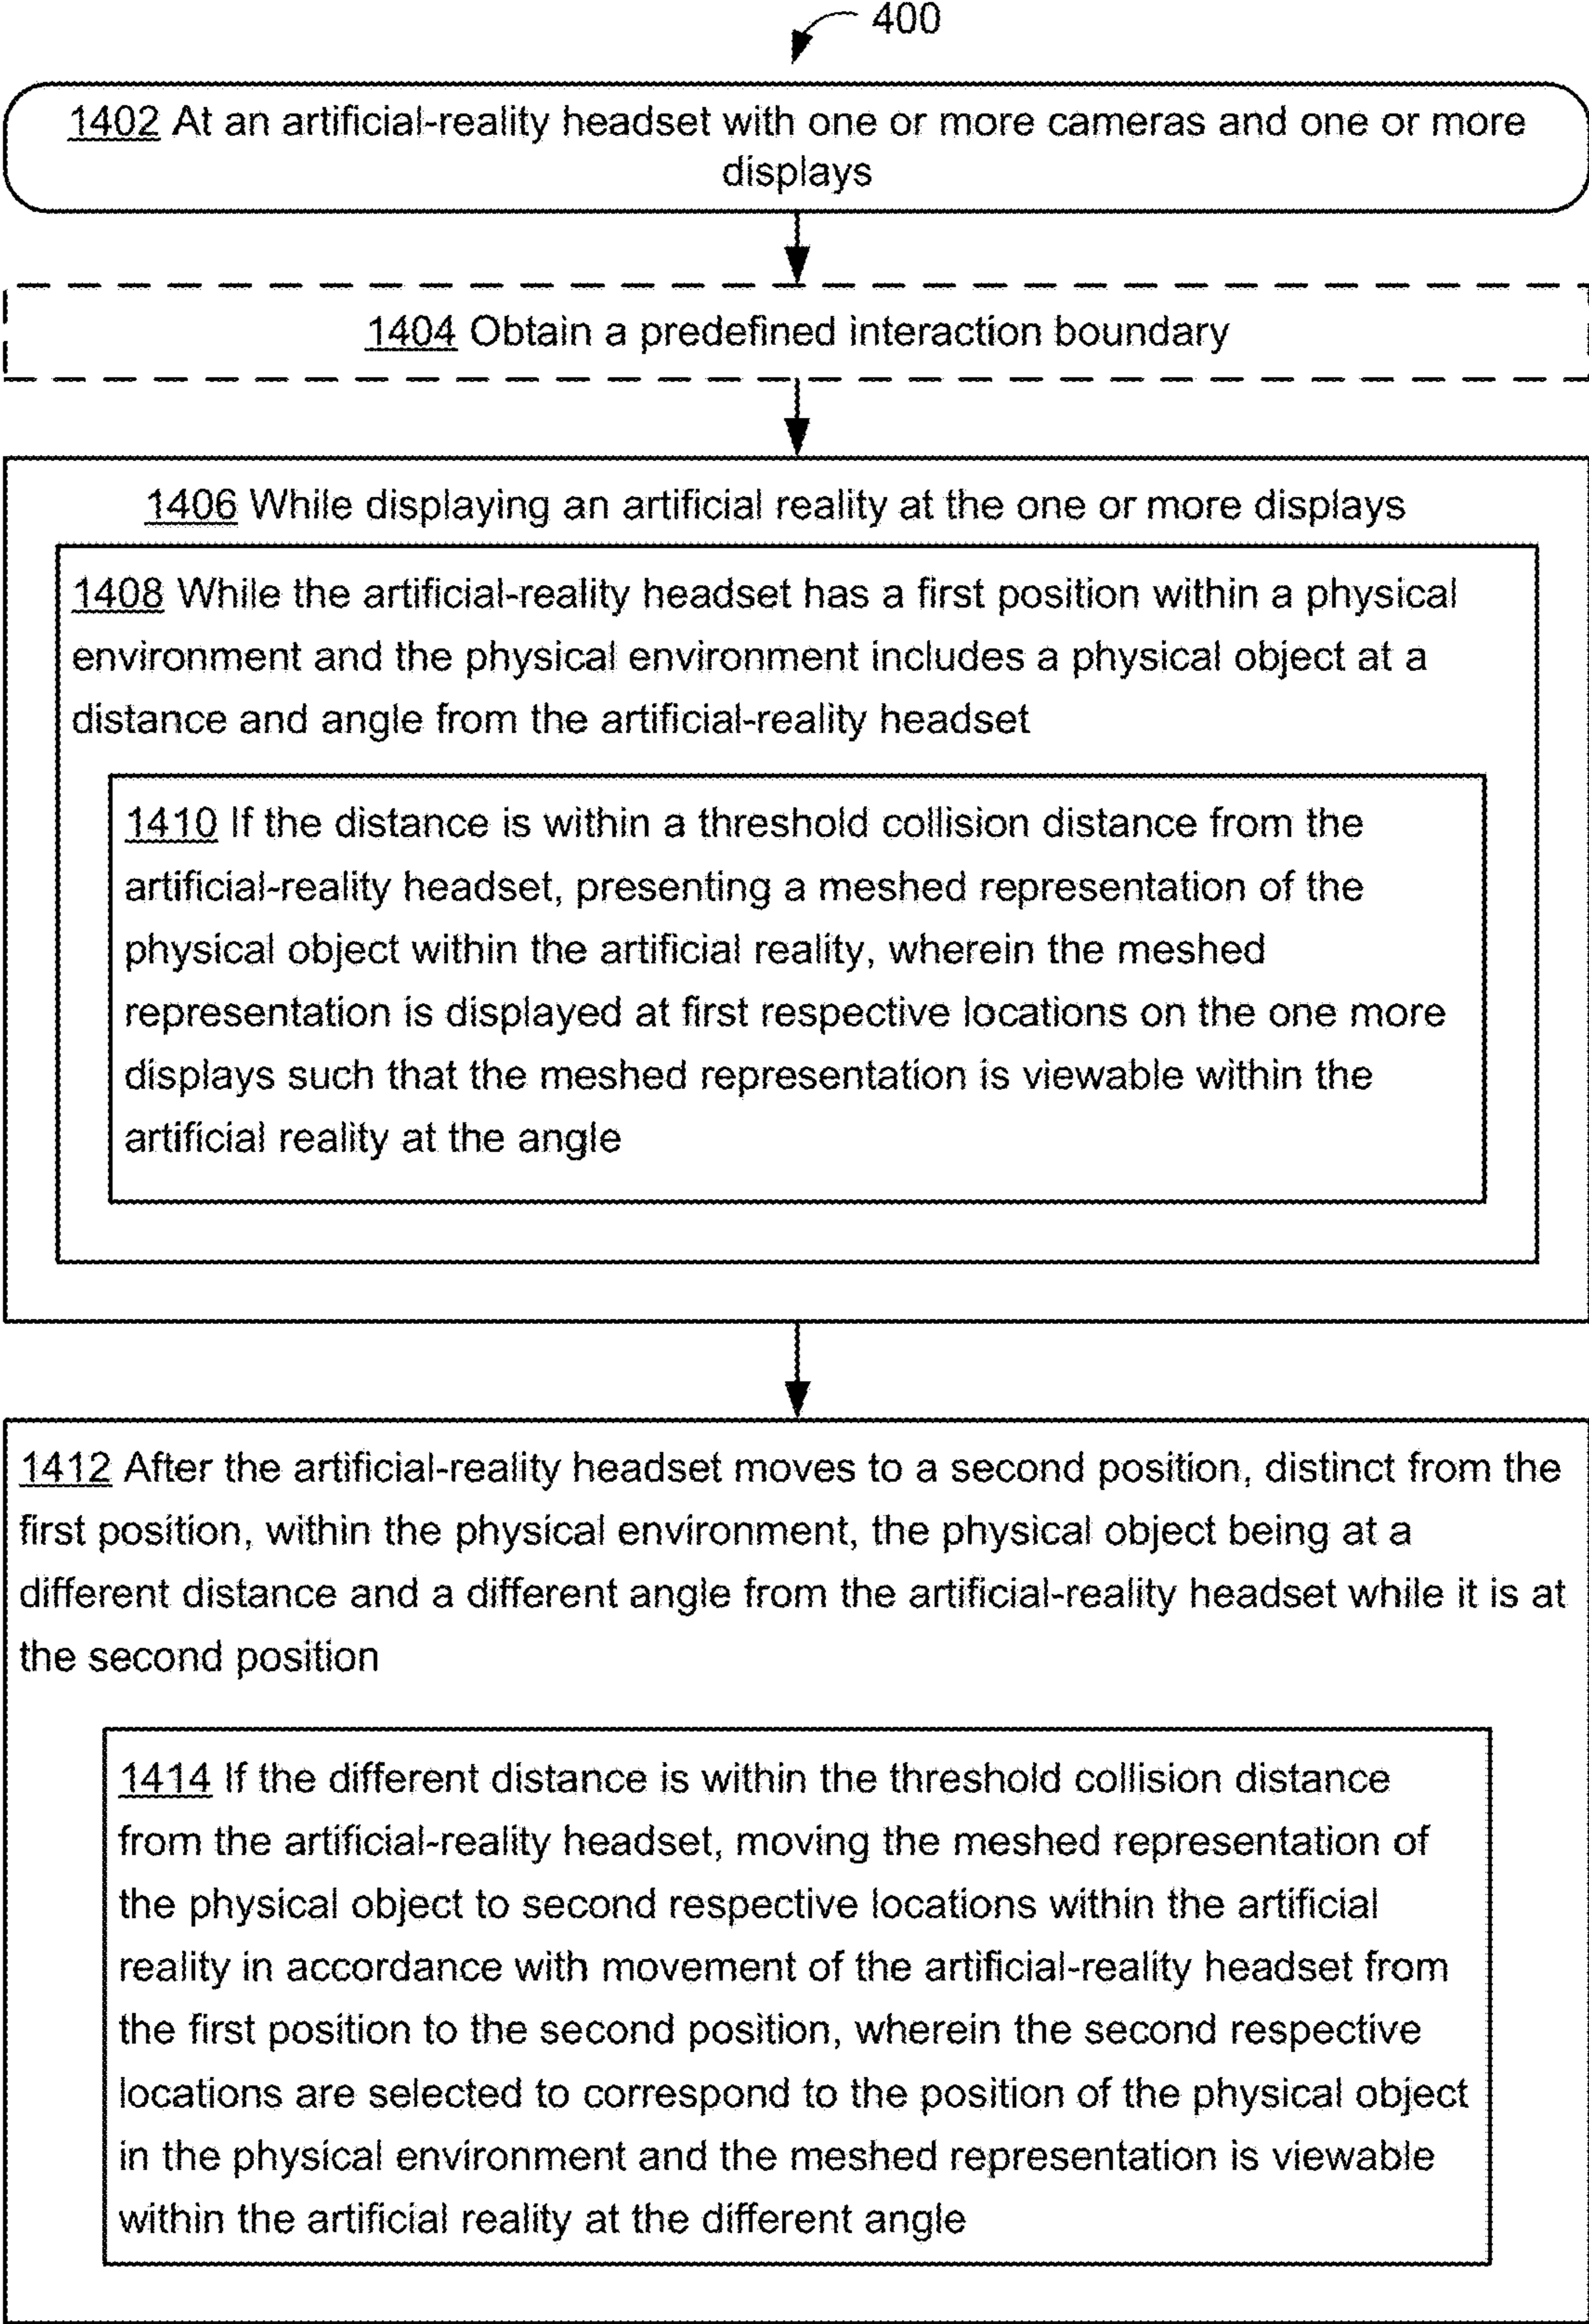 400
1402 At an artificial-reality headset with one or more cameras and one or more
displays
1404 Obtain a predefined interaction boundary
1406 While displaying an artificial reality at the one or more displays
1408 While the artificial-reality headset has a first position within a physical
environment and the physical environment includes a physical object at a
distance and angle from the artificial-reality headset
1410 If the distance is within a threshold collision distance from the
artificial-reality headset, presenting a meshed representation of the
physical object within the artificial reality, wherein the meshed
representation is displayed at first respective locations on the one more
displays such that the meshed representation is viewable within the
artificial reality at the angle
1412 After the artificial-reality headset moves to a second position, distinct from the
first position, within the physical environment, the physical object being at a
different distance and a different angle from the artificial-reality headset while it is at
the second position
1414 If the different distance is within the threshold collision distance
from the artificial-reality headset, moving the meshed representation of
the physical object to second respective locations within the artificial
reality in accordance with movement of the artificial-reality headset from
the first position to the second position, wherein the second respective
locations are selected to correspond to the position of the physical object
in the physical environment and the meshed representation is viewable
within the artificial reality at the different angle